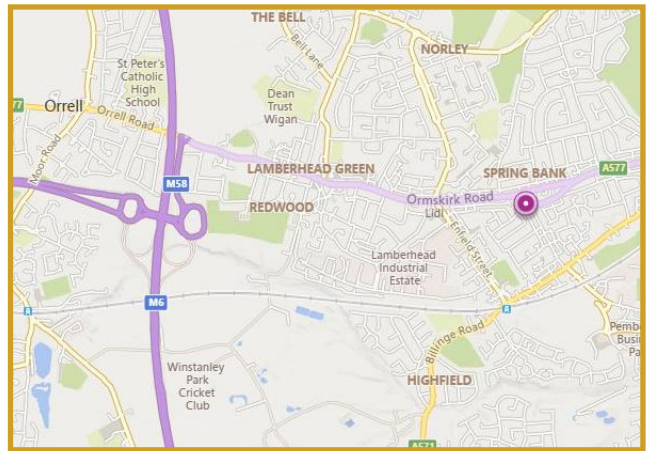 THE BELL
Bell Lane
NORLEY
St Peter's
Catholic
High
School
Dean
Trust
Wigan
77
Orrell
Orrell Road
Moor Road
LAMBERHEAD GREEN
SPRING BANK
A577
M58
REDWOOD
Ormskirk Road
Lidl
Enfield Street
Lamberhead
Industrial
Estate
M6
Billinge Road
Pemb
Busi
Pa
Winstanley
Park
Cricket
Club
HIGHFIELD
A571